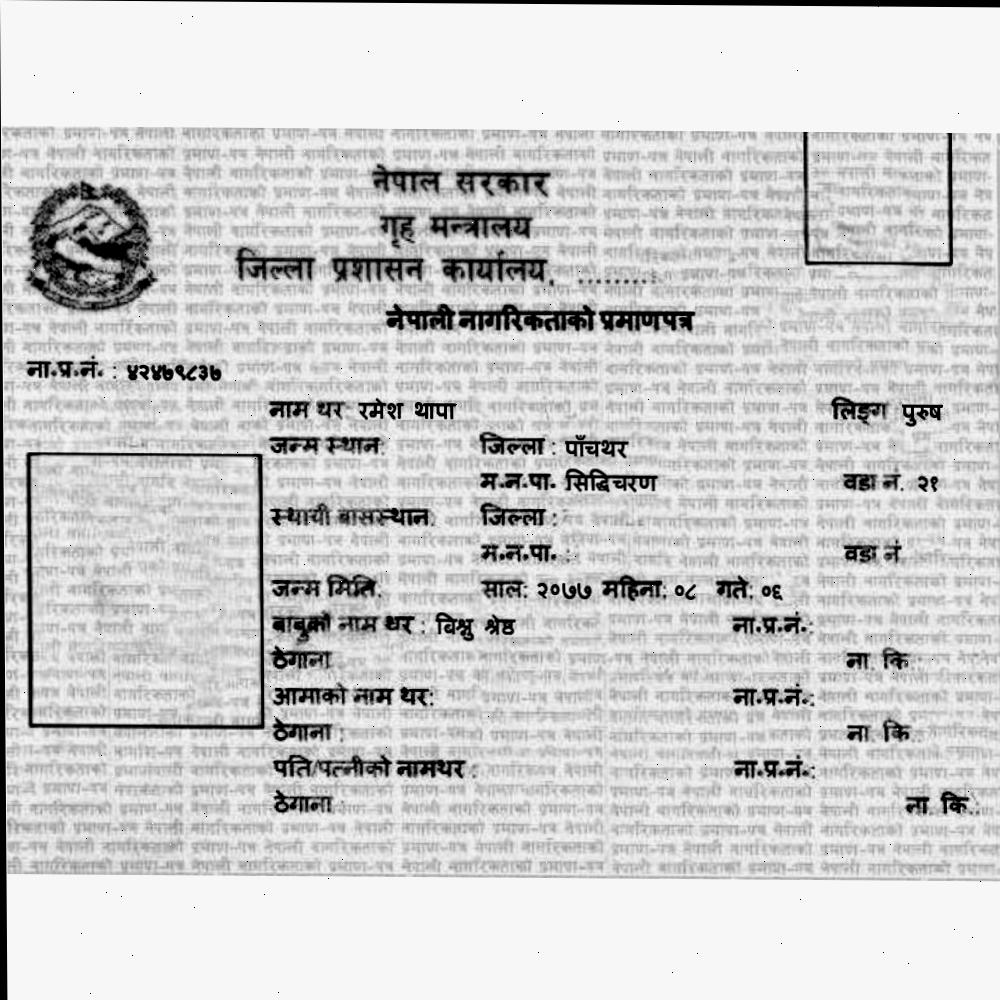 नेपाल सरकार
गृह मन्त्रालय
जिल्ला प्रशासन कार्यालय, .........
नेपाली नागरिकताको प्रमाणपत्र
ना.प्र.नं. : ४२४७९८३७
नाम थर: रमेश थापा लिङ्ग पुरुष
जन्म स्थान: जिल्ला : पाँचथर
म.न.पा. सिद्धिचरण वडा नं. २१
स्थायी बासस्थान: जिल्ला :
म.न.पा. : वडा नं
जन्म मिति: साल: २०७७ महिना: ०८ गते: ०६
बाबुको नाम थर : विश्नु श्रेष्ठ ना.प्र.नं.:
ठेगाना ना. कि.:
आमाको नाम थर: ना.प्र.नं.:
ठेगाना : ना. कि.
पति/पत्नीको नामथर : ना.प्र.नं.:
ठेगाना : ना. कि.: